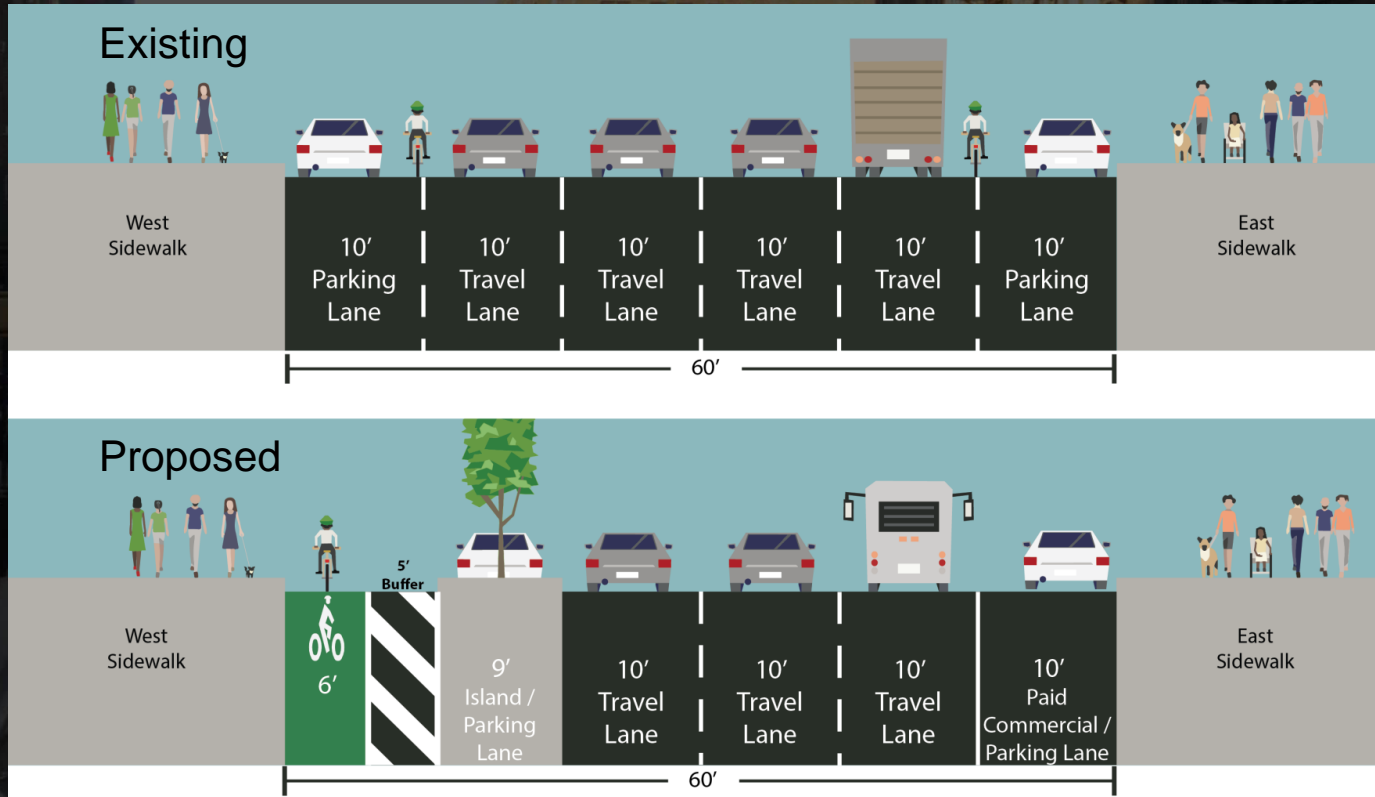 Existing
West
Sidewalk
10'
Parking
Lane
10'
Travel
Lane
10'
Travel
Lane
10'
Travel
Lane
10'
Travel
Lane
10'
Parking
Lane
East
Sidewalk
60'
Proposed
West
Sidewalk
6'
5'
Buffer
9'
Island /
Parking
Lane
10'
Travel
Lane
10'
Travel
Lane
10'
Travel
Lane
10'
Paid
Commercial /
Parking Lane
East
Sidewalk
60'